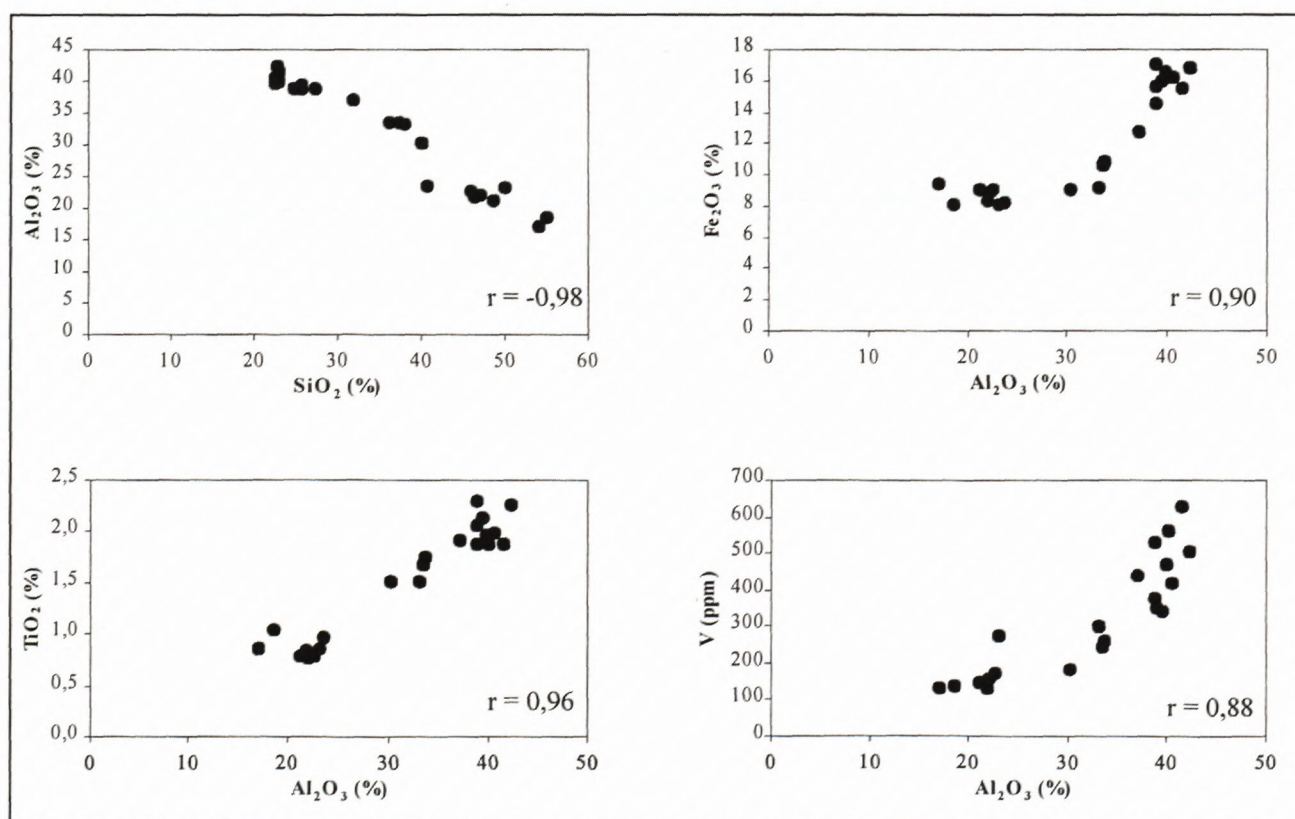 45
40
35
30
25
20
15
10
5
0
Al₂O₃ (%)
r = -0,98
0 10 20 30 40 50 60
SiO₂ (%)
18
16
14
12
10
8
6
4
2
0
Fe₂O₃ (%)
r = 0,90
0 10 20 30 40 50
Al₂O₃ (%)
2,5
2,0
1,5
1,0
0,5
0,0
TiO₂ (%)
r = 0,96
0 10 20 30 40 50
Al₂O₃ (%)
700
600
500
400
300
200
100
0
V (ppm)
r = 0,88
0 10 20 30 40 50
Al₂O₃ (%)